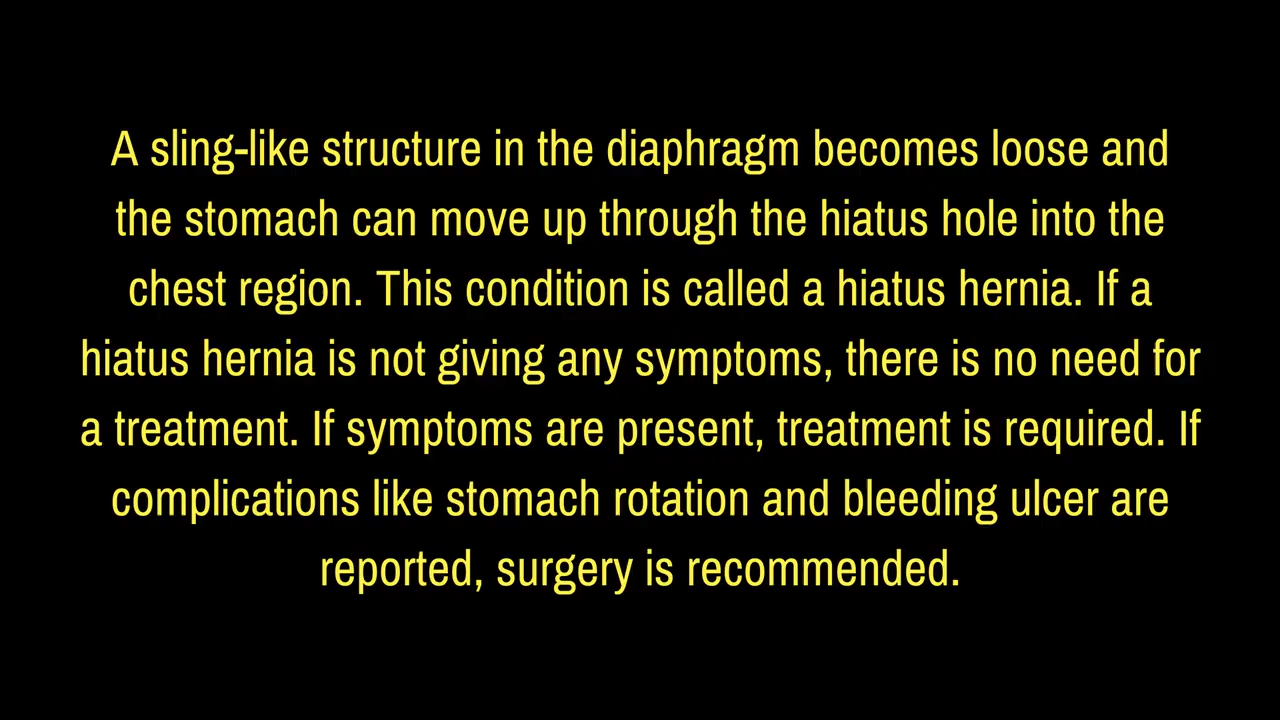 A sling-like structure in the diaphragm becomes loose and
the stomach can move up through the hiatus hole into the
chest region. This condition is called a hiatus hernia. If a
hiatus hernia is not giving any symptoms, there is no need for
a treatment. If symptoms are present, treatment is required. If
complications like stomach rotation and bleeding ulcer are
reported, surgery is recommended.